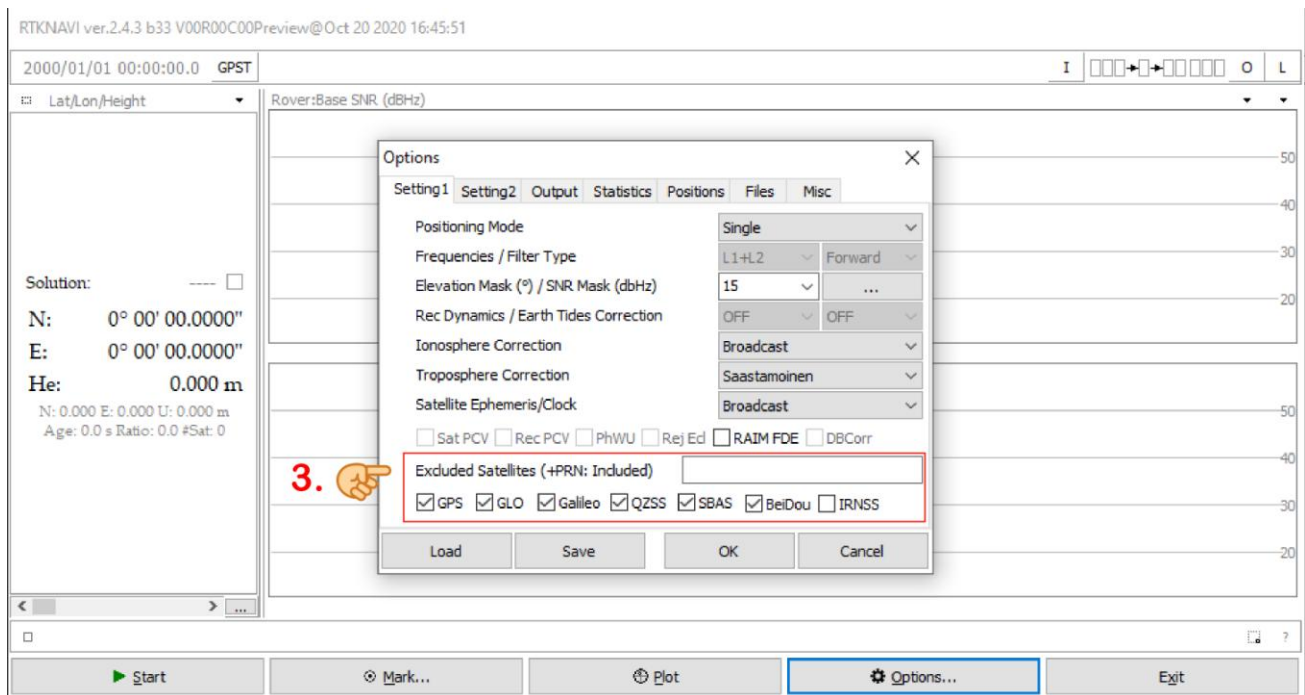 RTKNAVI ver.2.4.3 b33 V00R00C00Preview@Oct 20 2020 16:45:51
2000/01/01 00:00:00.0 GPST
I O L
Lat/Lon/Height
Rover:Base SNR (dBHz)
Solution: ----
N: 0° 00' 00.0000"
E: 0° 00' 00.0000"
He: 0.000 m
N: 0.000 E: 0.000 U: 0.000 m
Age: 0.0 s Ratio: 0.0 #Sat: 0
50
40
30
20
50
40
30
20
Options
Setting1 Setting2 Output Statistics Positions Files Misc
Positioning Mode Single
Frequencies / Filter Type L1+L2 Forward
Elevation Mask (°) / SNR Mask (dbHz) 15 ...
Rec Dynamics / Earth Tides Correction OFF OFF
Ionosphere Correction Broadcast
Troposphere Correction Saastamoinen
Satellite Ephemeris/Clock Broadcast
Sat PCV Rec PCV PhWU Rej Ecl RAIM FDE DBCorr
3.
Excluded Satellites (+PRN: Included)
GPS GLO Galileo QZSS SBAS BeiDou IRNSS
Load Save OK Cancel
...
?
Start Mark... Plot Options... Exit